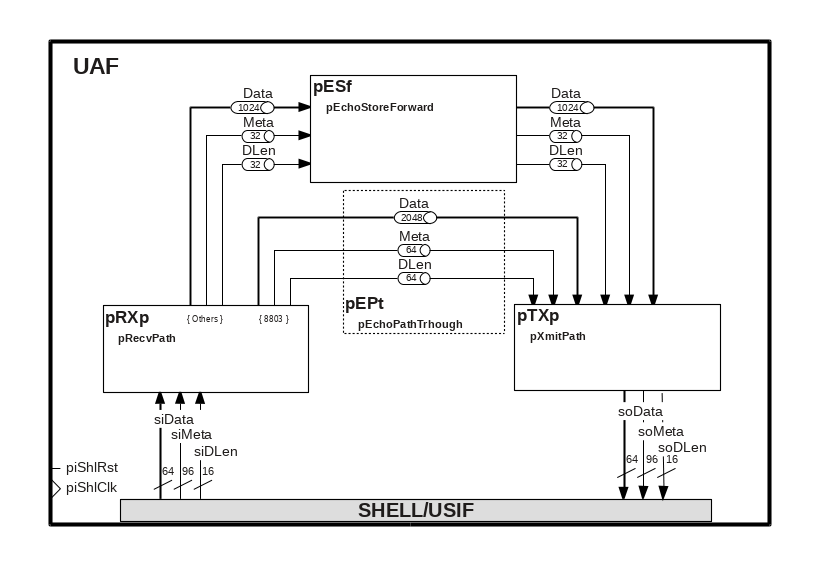 UAF
pESf
pEchoStoreForward
Data
1024
Meta
32
DLen
32
Data
1024
Meta
32
DLen
32
Data
2048
Meta
64
DLen
64
pEPt
pEchoPathTrhough
pRXp
{ Others }
{ 8803 }
pRecvPath
pTXp
pXmitPath
siData
siMeta
siDLen
64
96
16
soData
soMeta
soDLen
64
96
16
piShlRst
piShlClk
SHELL/USIF